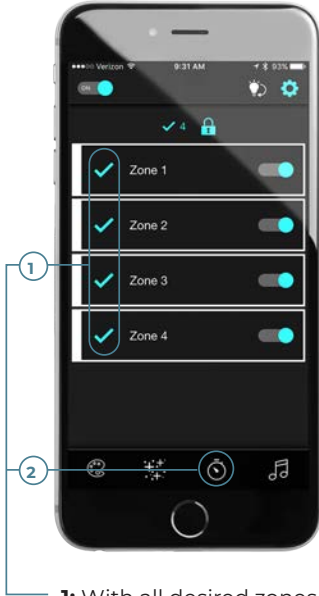 Verizon 9:31 AM 93%
ON
4
Zone 1
Zone 2
Zone 3
Zone 4
1
2
1: With all desired zones